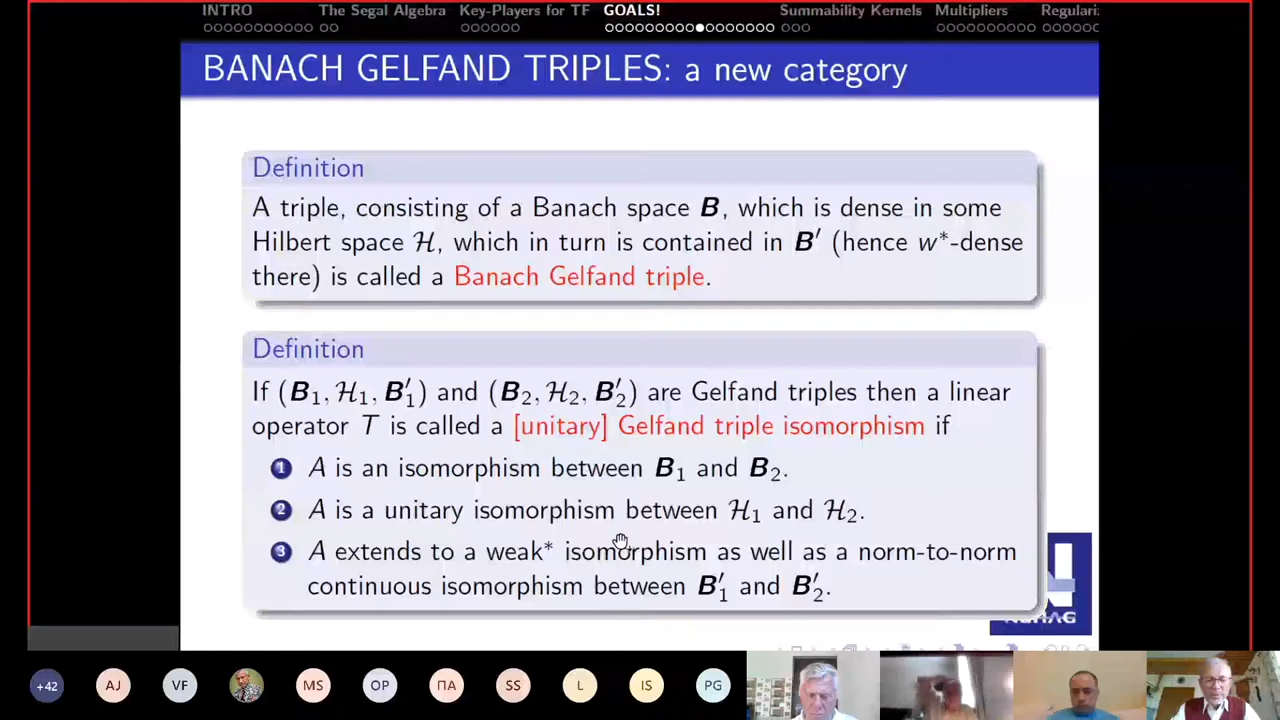 INTRO The Segal Algebra Key-Players for TF GOALS! Summability Kernels Multipliers Regulari
BANACH GELFAND TRIPLES: a new category
Definition
A triple, consisting of a Banach space B, which is dense in some
Hilbert space ℋ, which in turn is contained in B′ (hence w*-dense
there) is called a Banach Gelfand triple.
Definition
If (B₁, ℋ₁, B′₁) and (B₂, ℋ₂, B′₂) are Gelfand triples then a linear
operator T is called a [unitary] Gelfand triple isomorphism if
1 A is an isomorphism between B₁ and B₂.
2 A is a unitary isomorphism between ℋ₁ and ℋ₂.
3 A extends to a weak* isomorphism as well as a norm-to-norm
continuous isomorphism between B′₁ and B′₂.
+42 AJ VF MS OP ПА SS L IS PG